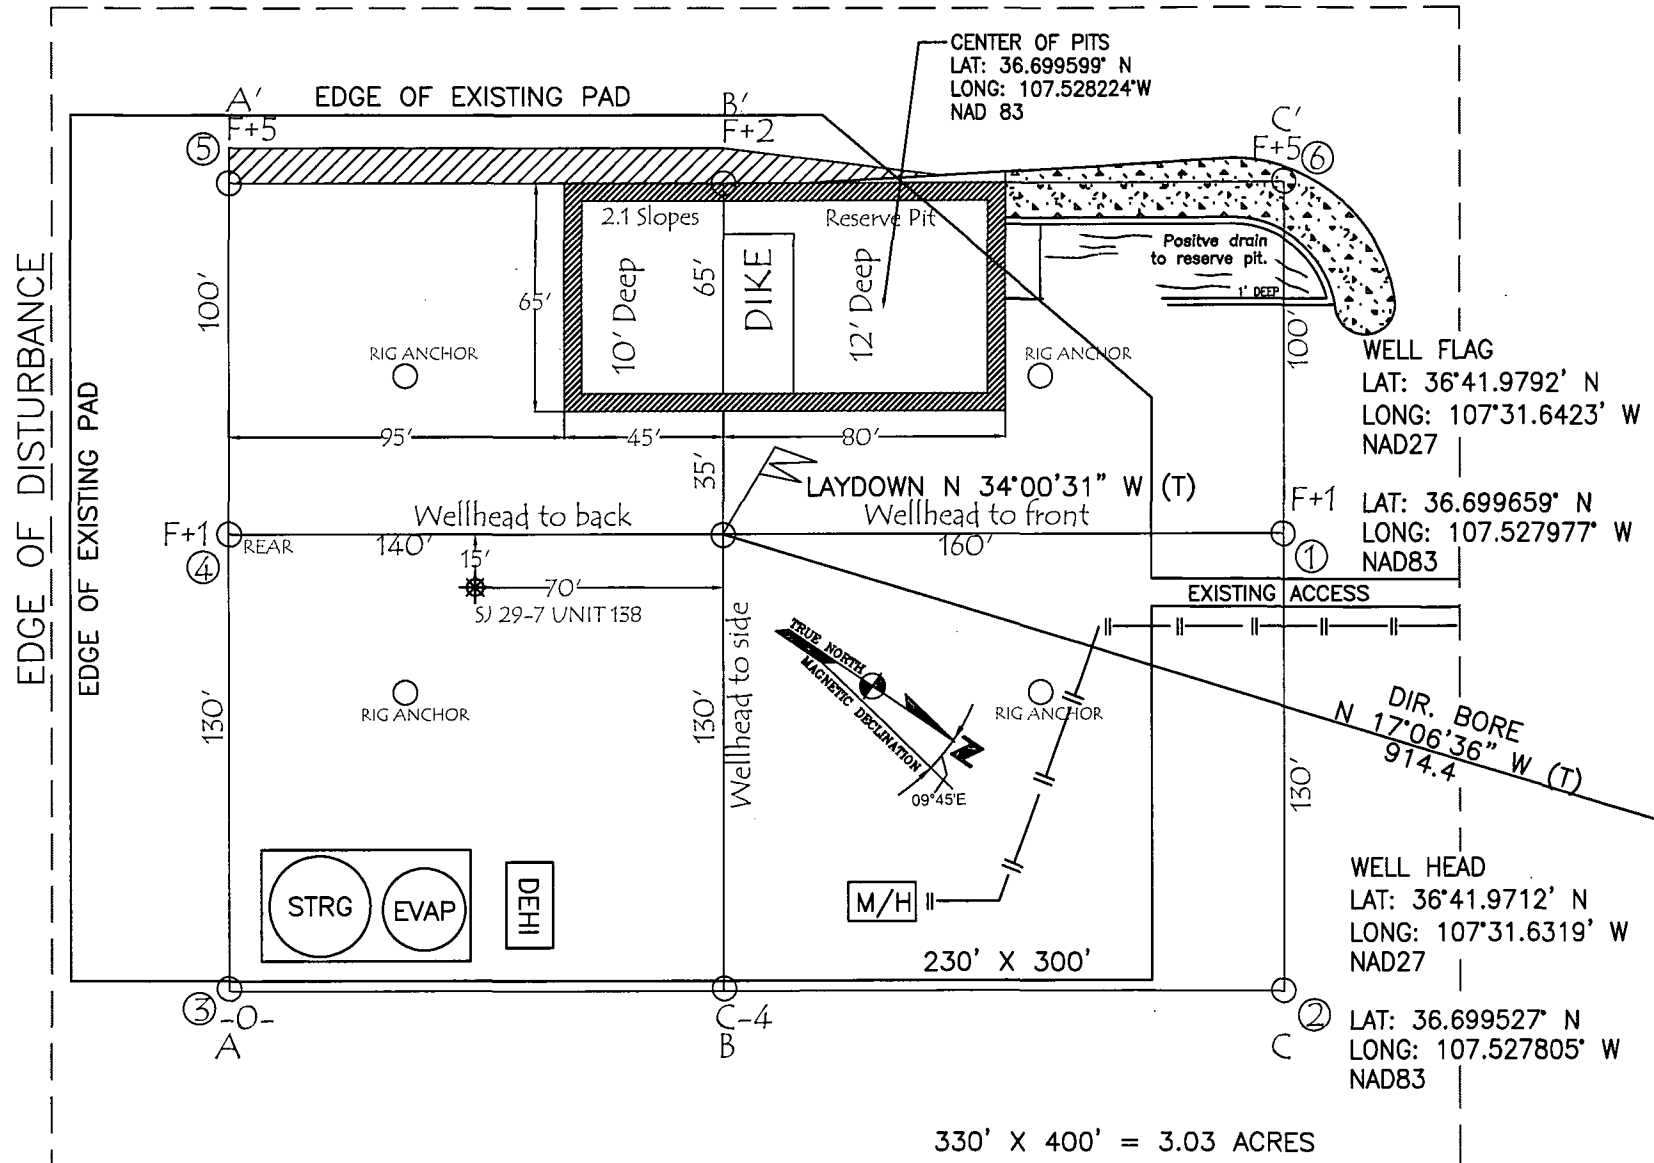 CENTER OF PITS
LAT: 36.699599° N
LONG: 107.528224°W
NAD 83
A'
EDGE OF EXISTING PAD
B'
C'
F+5
F+2
F+5
⑤
⑥
2.1 Slopes
Reserve Pit
Positve drain
to reserve pit.
1' DEEP
EDGE OF DISTURBANCE
EDGE OF EXISTING PAD
100'
65'
10' Deep
65'
DIKE
12' Deep
100'
RIG ANCHOR
RIG ANCHOR
WELL FLAG
LAT: 36°41.9792' N
LONG: 107°31.6423' W
NAD27
95'
45'
80'
35'
LAYDOWN N 34°00'31" W (T)
LAT: 36.699659° N
LONG: 107.527977° W
NAD83
F+1
Wellhead to back
Wellhead to front
F+1
④
REAR
140'
160'
①
15'
70'
SJ 29-7 UNIT 138
EXISTING ACCESS
Wellhead to side
TRUE NORTH
MAGNETIC DECLINATION
N
09°45'E
RIG ANCHOR
RIG ANCHOR
130'
130'
130'
DIR. BORE
N 17°06'36" W (T)
914.4
STRG
EVAP
DEHI
M/H
WELL HEAD
LAT: 36°41.9712' N
LONG: 107°31.6319' W
NAD27
230' X 300'
③
-0-
C-4
②
A
B
C
LAT: 36.699527° N
LONG: 107.527805° W
NAD83
330' X 400' = 3.03 ACRES